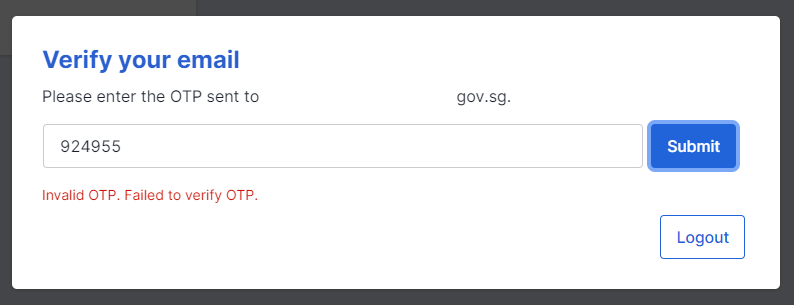 Verify your email
Please enter the OTP sent to gov.sg.
924955
Submit
Invalid OTP. Failed to verify OTP.
Logout